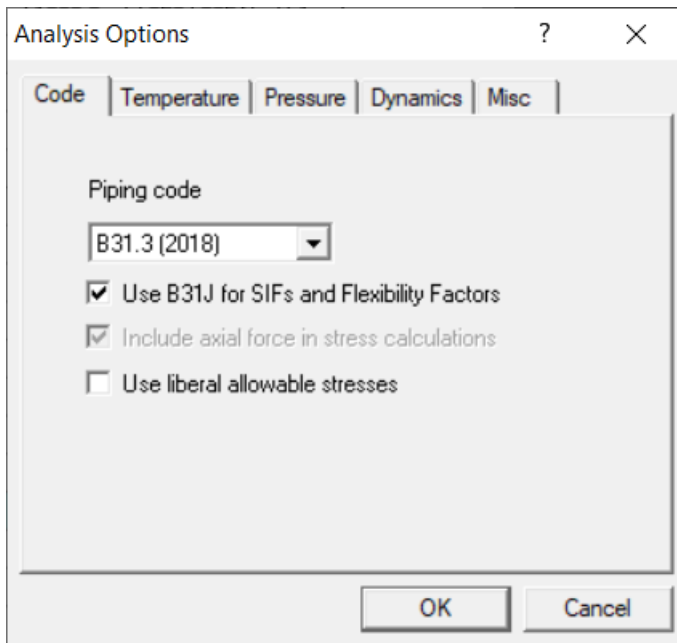 Analysis Options
?
Code
Temperature
Pressure
Dynamics
Misc
Piping code
B31.3 (2018)
Use B31J for SIFs and Flexibility Factors
Include axial force in stress calculations
Use liberal allowable stresses
OK
Cancel